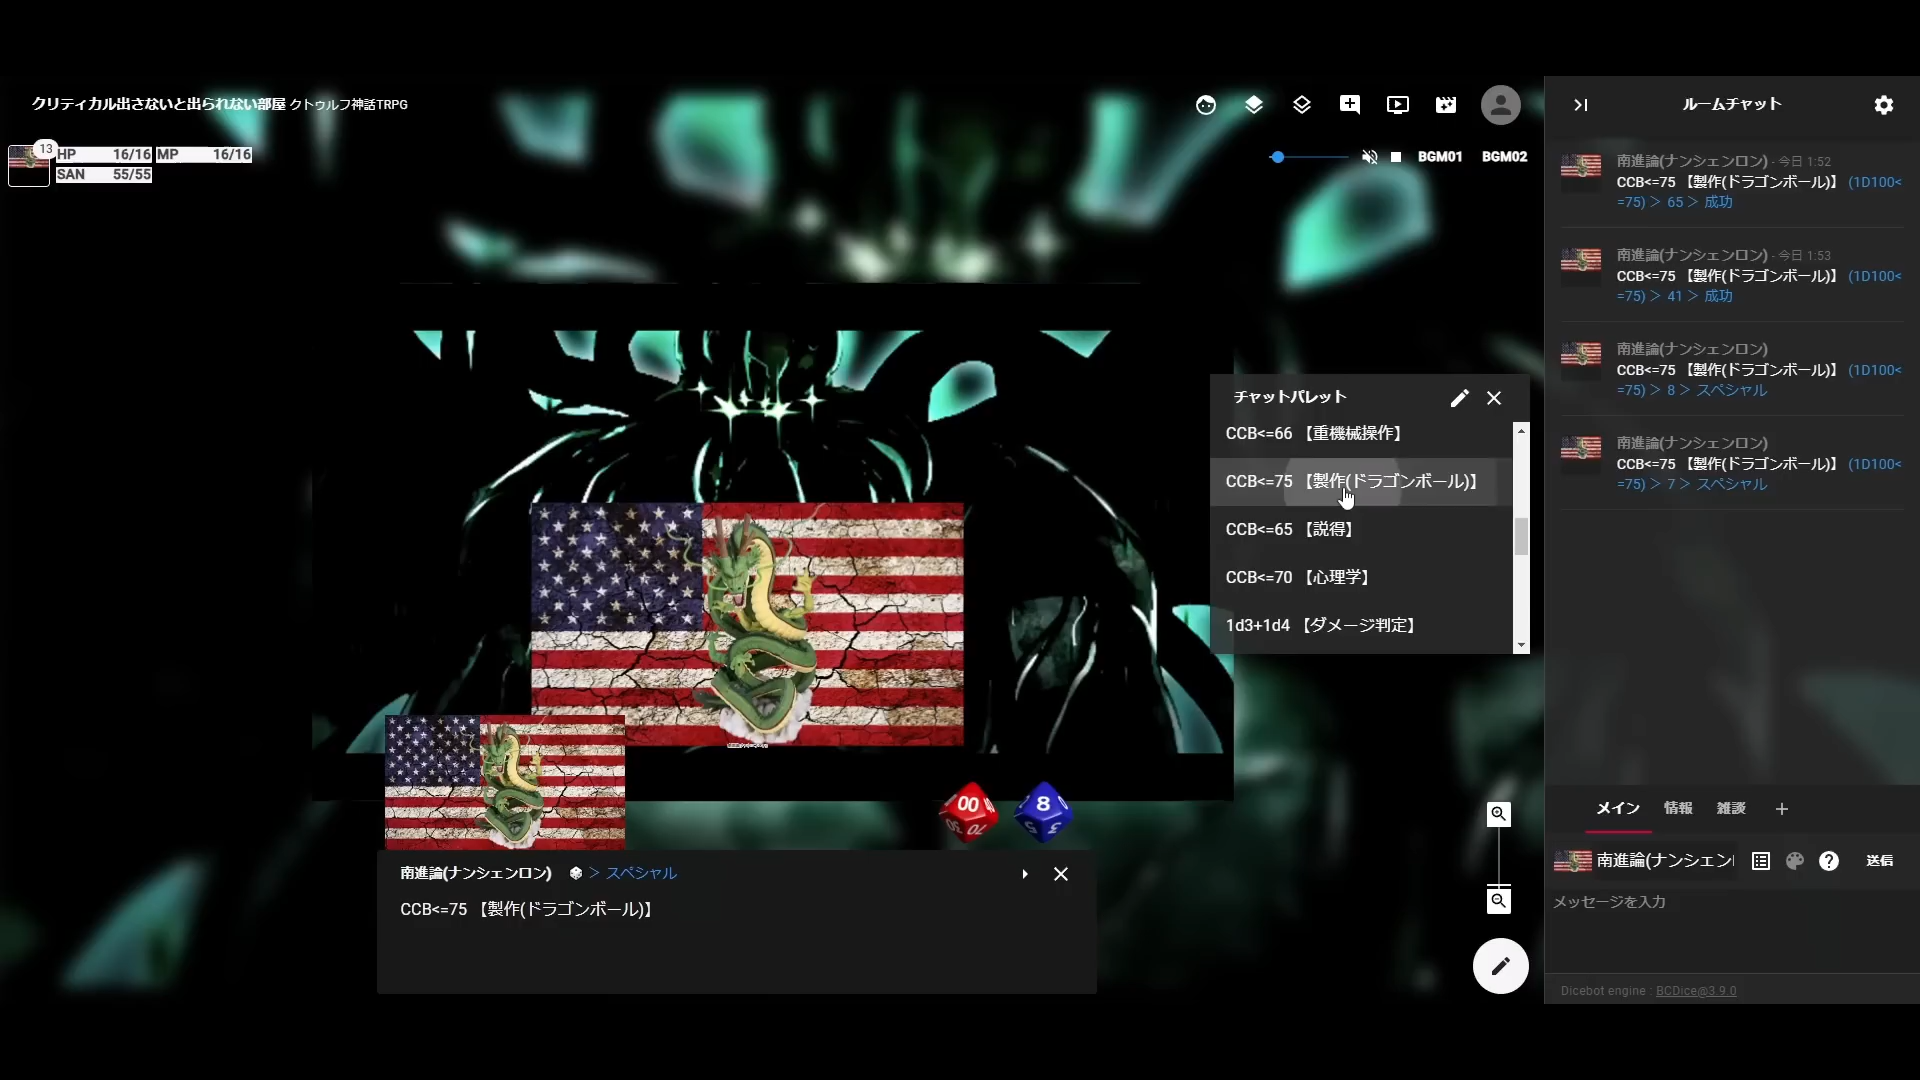 クリティカル出さないと出られない部屋 クトゥルフ神話TRPG
13
HP 16/16 MP 16/16
SAN 55/55
BGM01 BGM02
チャットパレット
CCB<=66 【重機械操作】
CCB<=75 【製作(ドラゴンボール)】
CCB<=65 【説得】
CCB<=70 【心理学】
1d3+1d4 【ダメージ判定】
00
8
南進論(ナンシェンロン) > スペシャル
CCB<=75 【製作(ドラゴンボール)】
ルームチャット
南進論(ナンシェンロン) - 今日 1:52
CCB<=75 【製作(ドラゴンボール)】 (1D100<
=75) > 65 > 成功
南進論(ナンシェンロン) - 今日 1:53
CCB<=75 【製作(ドラゴンボール)】 (1D100<
=75) > 41 > 成功
南進論(ナンシェンロン)
CCB<=75 【製作(ドラゴンボール)】 (1D100<
=75) > 8 > スペシャル
南進論(ナンシェンロン)
CCB<=75 【製作(ドラゴンボール)】 (1D100<
=75) > 7 > スペシャル
メイン 情報 雑談
南進論(ナンシェン 送信
メッセージを入力
Dicebot engine : BCDice@3.9.0